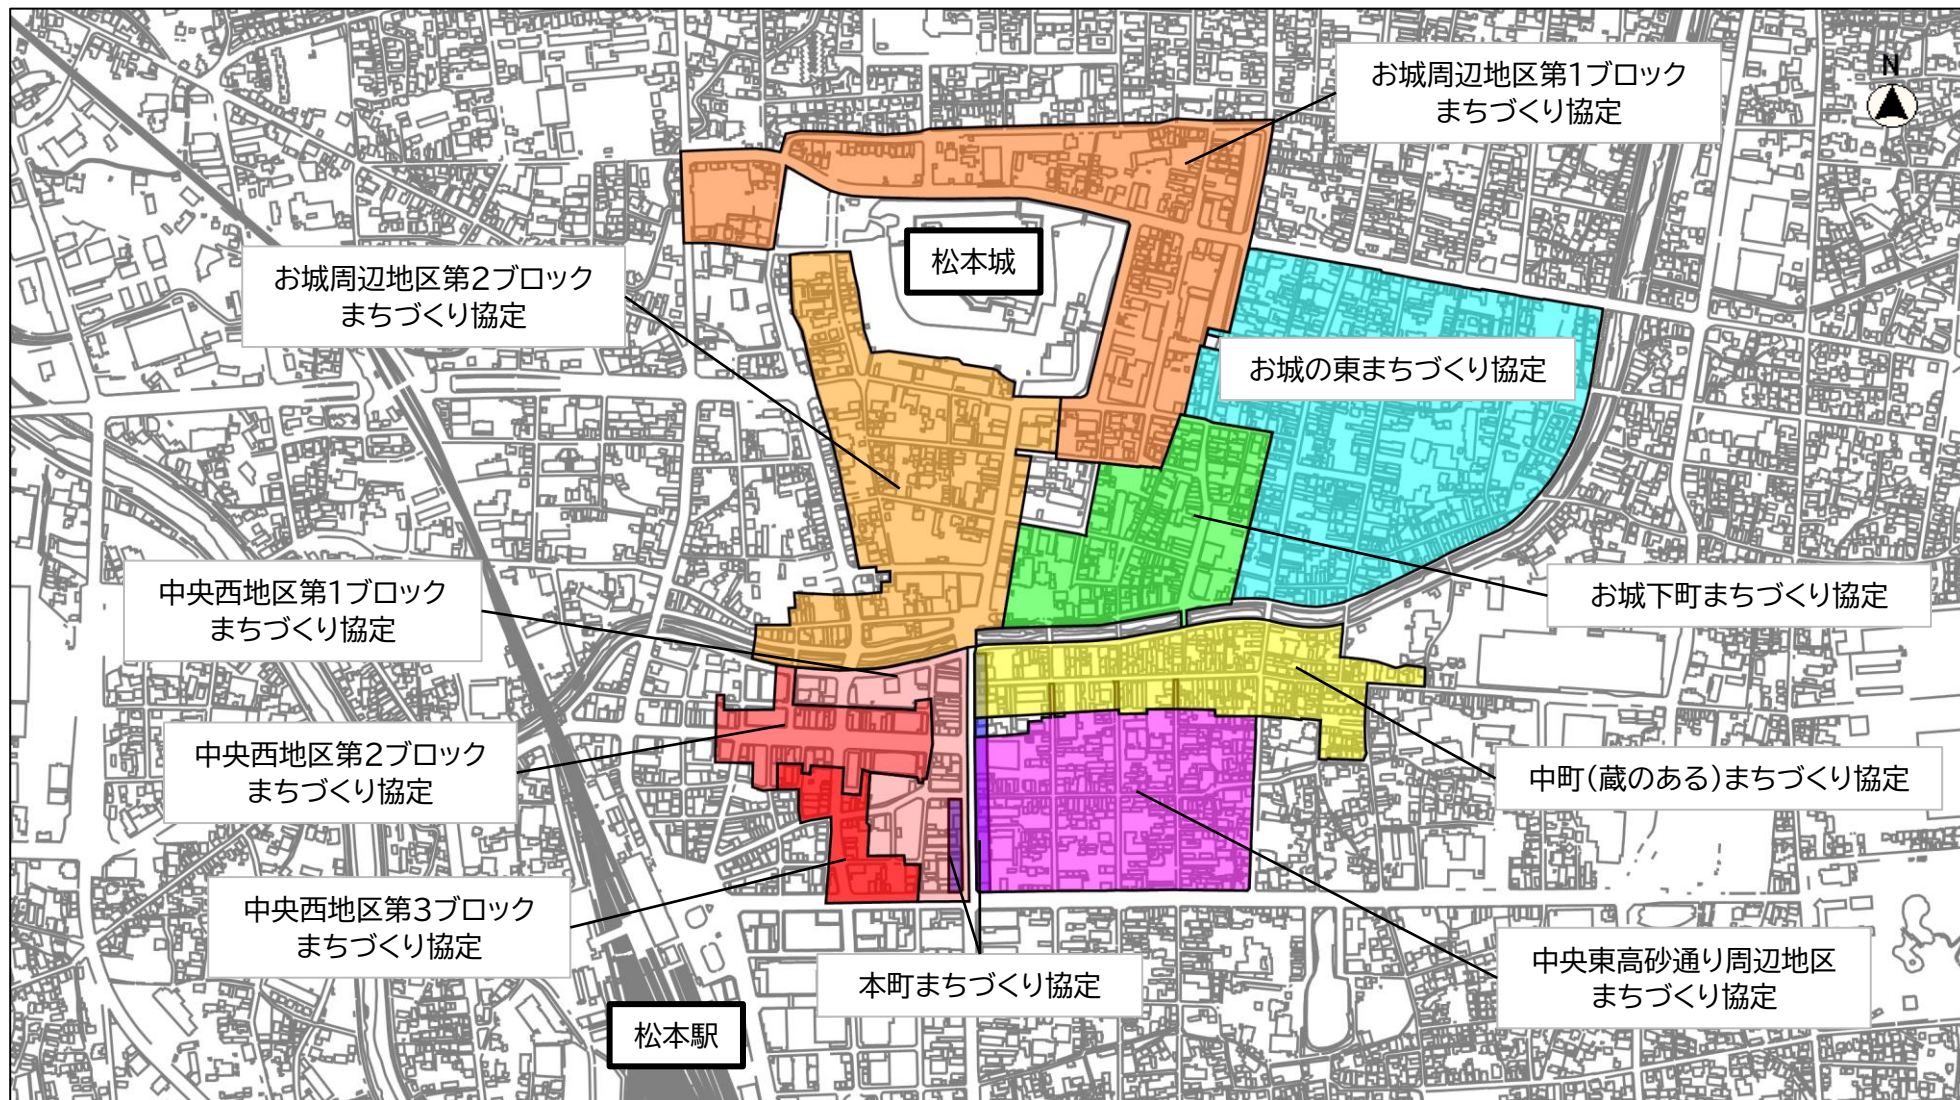 お城周辺地区第1ブロック
まちづくり協定
N
松本城
お城周辺地区第2ブロック
まちづくり協定
お城の東まちづくり協定
中央西地区第1ブロック
まちづくり協定
お城下町まちづくり協定
中央西地区第2ブロック
まちづくり協定
中町(蔵のある)まちづくり協定
中央西地区第3ブロック
まちづくり協定
本町まちづくり協定
中央東高砂通り周辺地区
まちづくり協定
松本駅